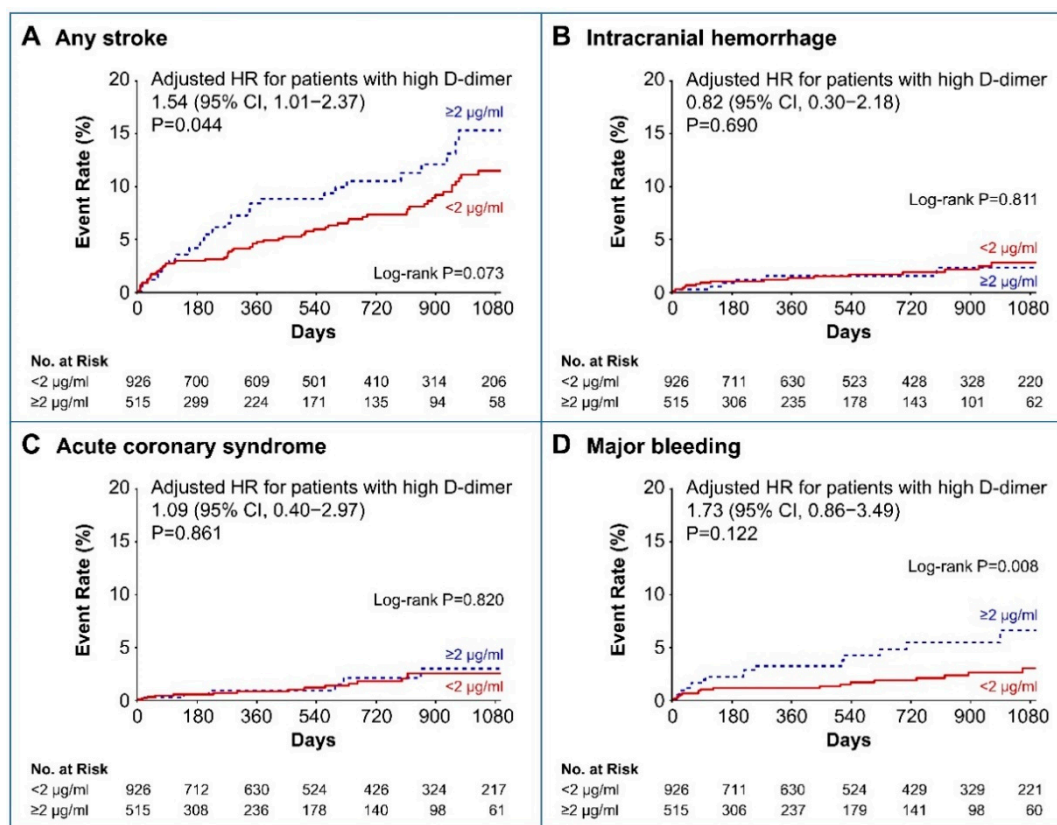 A Any stroke
Adjusted HR for patients with high D-dimer
1.54 (95% CI, 1.01–2.37)
P=0.044
≥2 µg/ml
<2 µg/ml
Log-rank P=0.073
Event Rate (%)
20
15
10
5
0
0 180 360 540 720 900 1080
Days
No. at Risk
<2 µg/ml 926 700 609 501 410 314 206
≥2 µg/ml 515 299 224 171 135 94 58
B Intracranial hemorrhage
Adjusted HR for patients with high D-dimer
0.82 (95% CI, 0.30–2.18)
P=0.690
Log-rank P=0.811
<2 µg/ml
≥2 µg/ml
Event Rate (%)
20
15
10
5
0
0 180 360 540 720 900 1080
Days
No. at Risk
<2 µg/ml 926 711 630 523 428 328 220
≥2 µg/ml 515 306 235 178 143 101 62
C Acute coronary syndrome
Adjusted HR for patients with high D-dimer
1.09 (95% CI, 0.40–2.97)
P=0.861
Log-rank P=0.820
≥2 µg/ml
<2 µg/ml
Event Rate (%)
20
15
10
5
0
0 180 360 540 720 900 1080
Days
No. at Risk
<2 µg/ml 926 712 630 524 426 324 217
≥2 µg/ml 515 308 236 178 140 98 61
D Major bleeding
Adjusted HR for patients with high D-dimer
1.73 (95% CI, 0.86–3.49)
P=0.122
Log-rank P=0.008
≥2 µg/ml
<2 µg/ml
Event Rate (%)
20
15
10
5
0
0 180 360 540 720 900 1080
Days
No. at Risk
<2 µg/ml 926 711 630 524 429 329 221
≥2 µg/ml 515 306 237 179 141 98 60